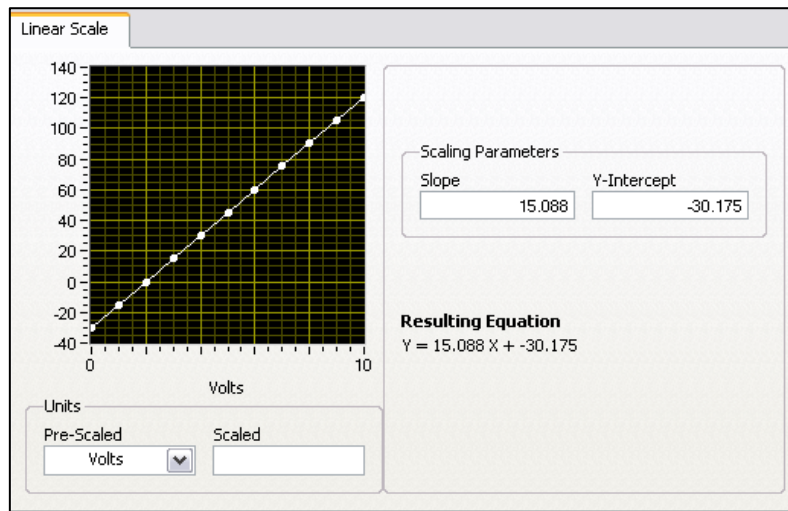 Linear Scale
140
120
100
80
60
40
20
0
-20
-40
0
10
Volts
Scaling Parameters
Slope
Y-Intercept
15.088
-30.175
Resulting Equation
Y = 15.088 X + -30.175
Units
Pre-Scaled
Scaled
Volts